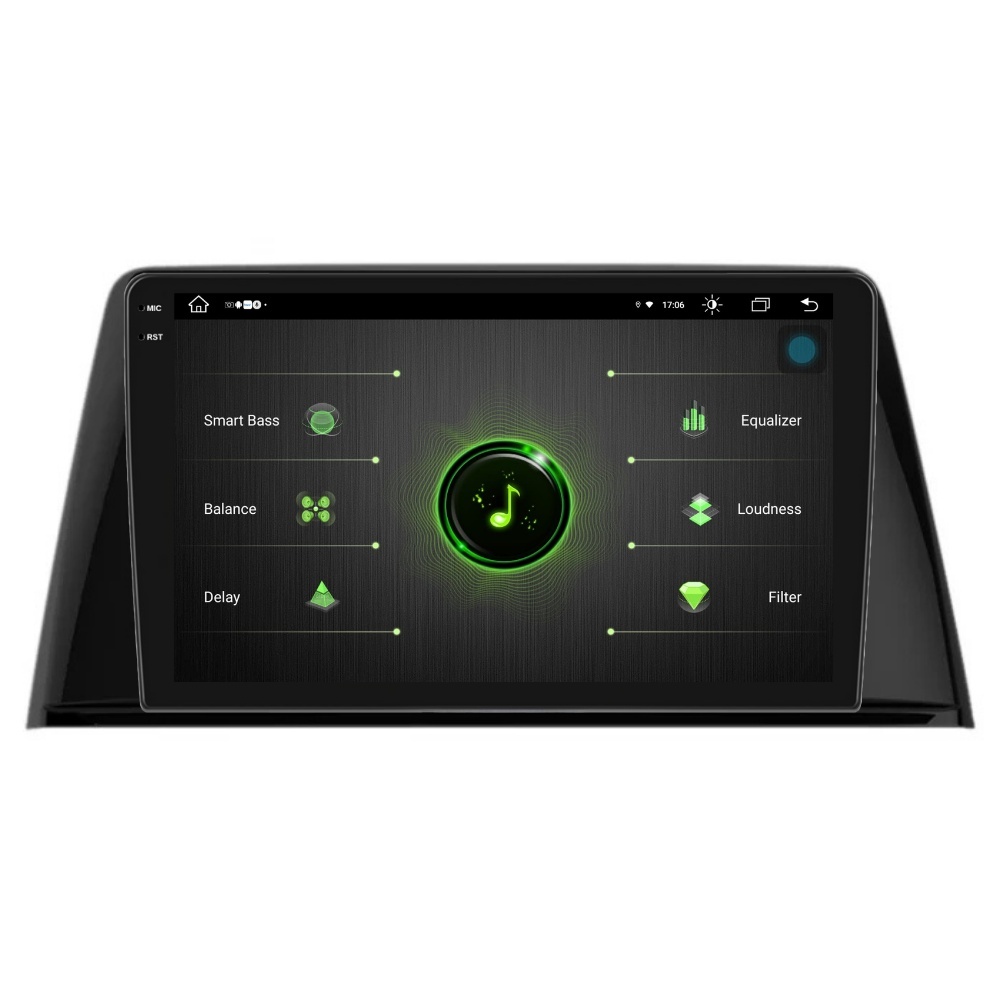 MIC
RST
17:06
Smart Bass
Equalizer
Balance
Loudness
Delay
Filter